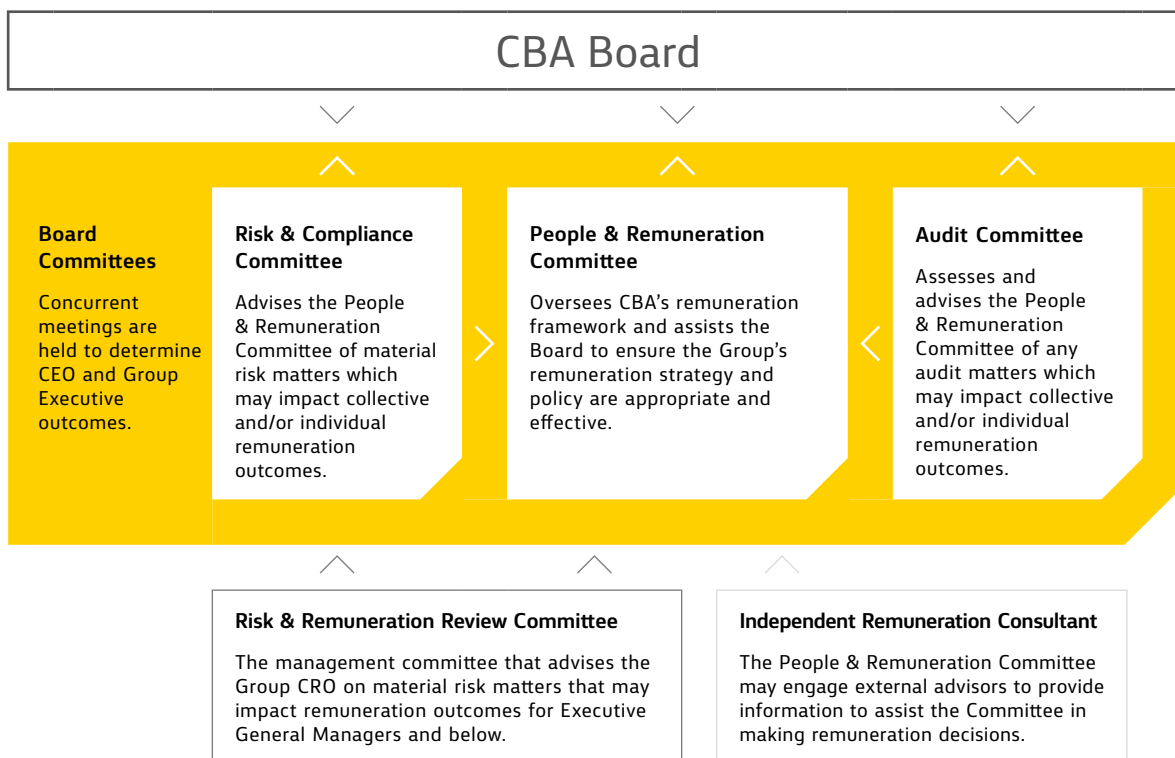 CBA Board
Board
Committees
Concurrent
meetings are
held to determine
CEO and Group
Executive
outcomes.
Risk & Compliance
Committee
Advises the People
& Remuneration
Committee of material
risk matters which
may impact collective
and/or individual
remuneration
outcomes.
People & Remuneration
Committee
Oversees CBA’s remuneration
framework and assists the
Board to ensure the Group’s
remuneration strategy and
policy are appropriate and
effective.
Audit Committee
Assesses and
advises the People
& Remuneration
Committee of any
audit matters which
may impact collective
and/or individual
remuneration
outcomes.
Risk & Remuneration Review Committee
The management committee that advises the
Group CRO on material risk matters that may
impact remuneration outcomes for Executive
General Managers and below.
Independent Remuneration Consultant
The People & Remuneration Committee
may engage external advisors to provide
information to assist the Committee in
making remuneration decisions.